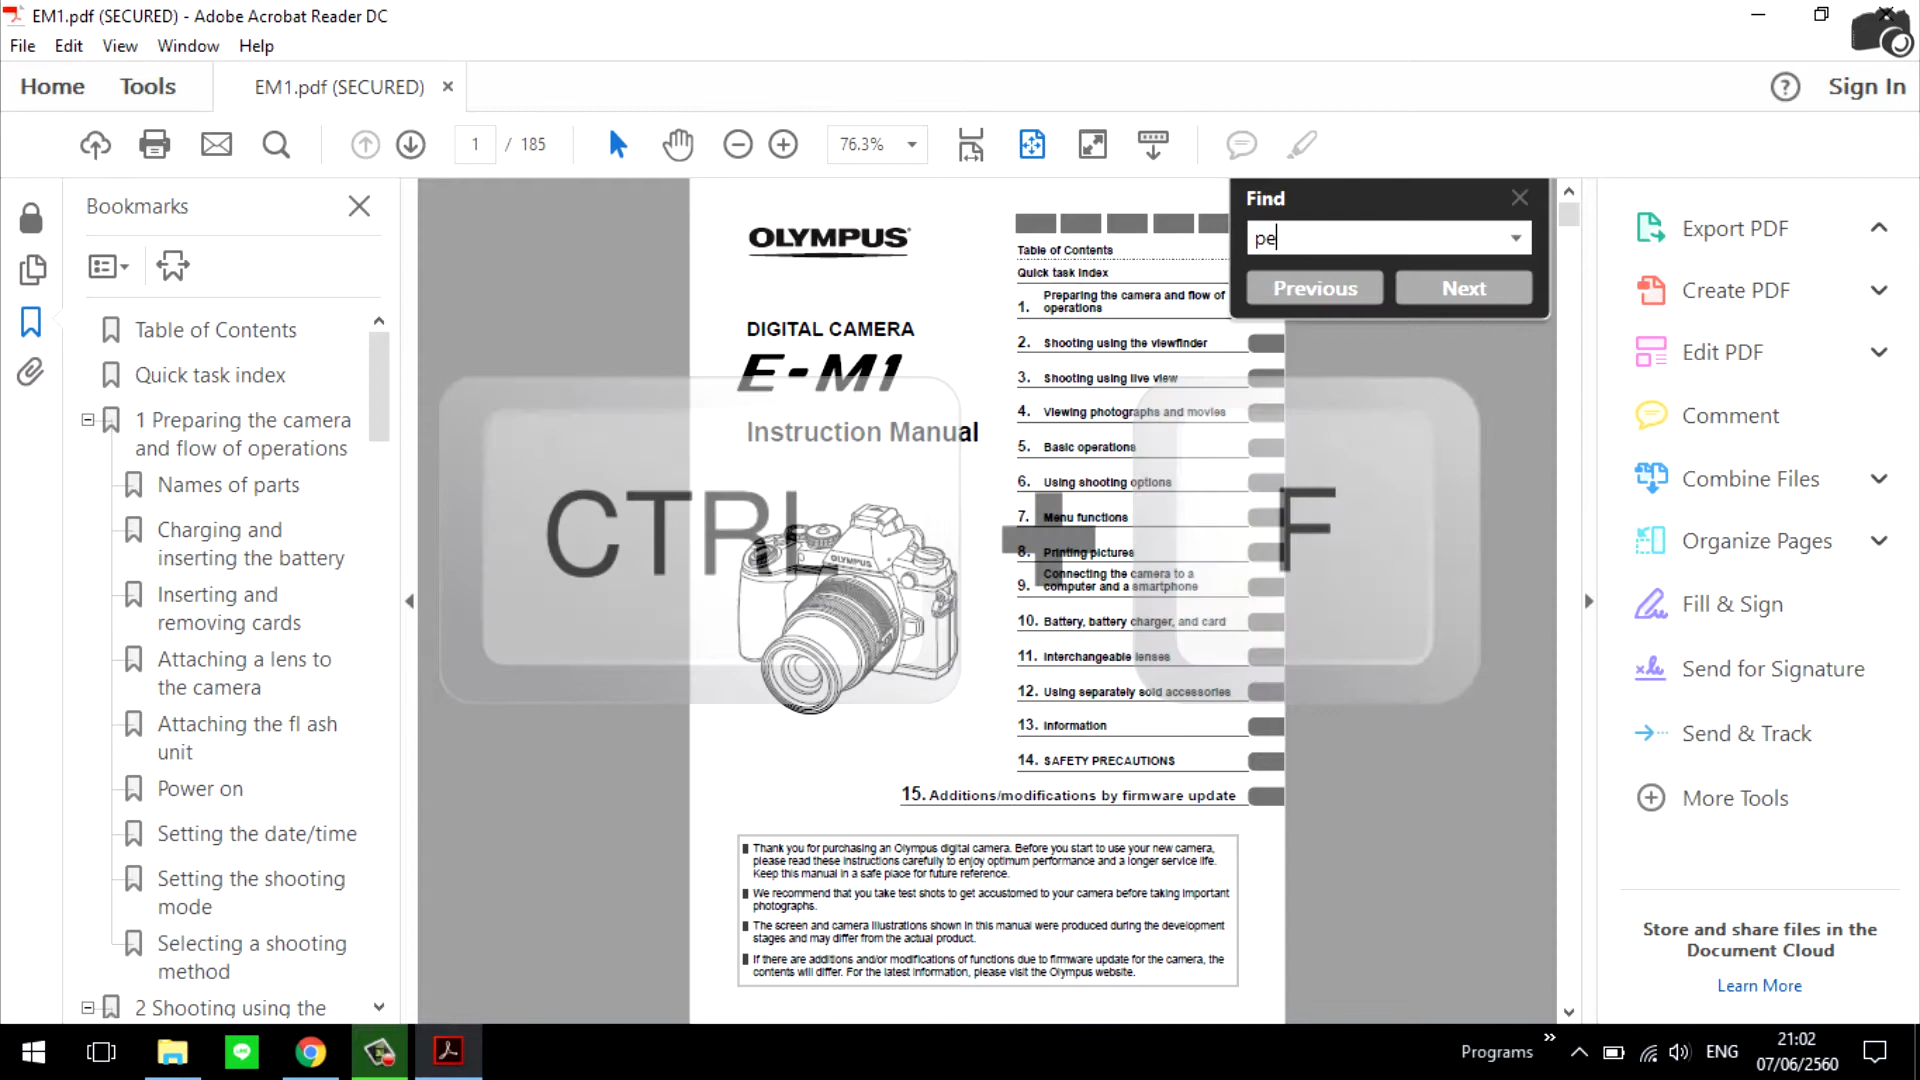 EM1.pdf (SECURED) - Adobe Acrobat Reader DC
File Edit View Window Help
Home Tools EM1.pdf (SECURED) Sign In
1 / 185 76.3%
Bookmarks
Table of Contents
Quick task index
1 Preparing the camera
and flow of operations
Names of parts
Charging and
inserting the battery
Inserting and
removing cards
Attaching a lens to
the camera
Attaching the fl ash
unit
Power on
Setting the date/time
Setting the shooting
mode
Selecting a shooting
method
2 Shooting using the
OLYMPUS
DIGITAL CAMERA
E-M1
Instruction Manual
OLYMPUS
Table of Contents
Quick task index
1. Preparing the camera and flow of
operations
2. Shooting using the viewfinder
3. Shooting using live view
4. Viewing photographs and movies
5. Basic operations
6. Using shooting options
7. Menu functions
8. Printing pictures
9. Connecting the camera to a
computer and a smartphone
10. Battery, battery charger, and card
11. Interchangeable lenses
12. Using separately sold accessories
13. Information
14. SAFETY PRECAUTIONS
15. Additions/modifications by firmware update
Thank you for purchasing an Olympus digital camera. Before you start to use your new camera,
please read these instructions carefully to enjoy optimum performance and a longer service life.
Keep this manual in a safe place for future reference.
We recommend that you take test shots to get accustomed to your camera before taking important
photographs.
The screen and camera illustrations shown in this manual were produced during the development
stages and may differ from the actual product.
If there are additions and/or modifications of functions due to firmware update for the camera, the
contents will differ. For the latest information, please visit the Olympus website.
CTRL + F
Find
pe
Previous Next
Export PDF
Create PDF
Edit PDF
Comment
Combine Files
Organize Pages
Fill & Sign
Send for Signature
Send & Track
More Tools
Store and share files in the
Document Cloud
Learn More
Programs ENG 21:02
07/06/2560